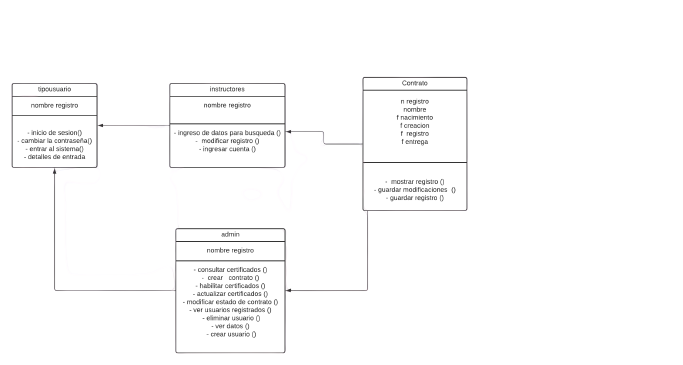 tipousuario
nombre registro
- inicio de sesion()
- cambiar la contraseña()
- entrar al sistema()
- detalles de entrada
instructores
nombre registro
- ingreso de datos para busqueda ()
- modificar registro ()
- ingresar cuenta ()
Contrato
n registro
nombre
f nacimiento
f creacion
f registro
f entrega
- mostrar registro ()
- guardar modificaciones ()
- guardar registro ()
admin
nombre registro
- consultar certificados ()
- crear contrato ()
- habilitar certificados ()
- actualizar certificados ()
- modificar estado de contrato ()
- ver usuarios registrados ()
- eliminar usuario ()
- ver datos ()
- crear usuario ()